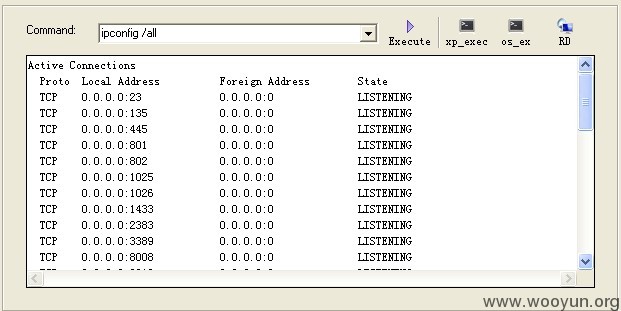 Command: ipconfig /all Execute xp_exec os_ex RD
Active Connections
Proto Local Address Foreign Address State
TCP 0.0.0.0:23 0.0.0.0:0 LISTENING
TCP 0.0.0.0:135 0.0.0.0:0 LISTENING
TCP 0.0.0.0:445 0.0.0.0:0 LISTENING
TCP 0.0.0.0:801 0.0.0.0:0 LISTENING
TCP 0.0.0.0:802 0.0.0.0:0 LISTENING
TCP 0.0.0.0:1025 0.0.0.0:0 LISTENING
TCP 0.0.0.0:1026 0.0.0.0:0 LISTENING
TCP 0.0.0.0:1433 0.0.0.0:0 LISTENING
TCP 0.0.0.0:2383 0.0.0.0:0 LISTENING
TCP 0.0.0.0:3389 0.0.0.0:0 LISTENING
TCP 0.0.0.0:8008 0.0.0.0:0 LISTENING
www.wooyun.org